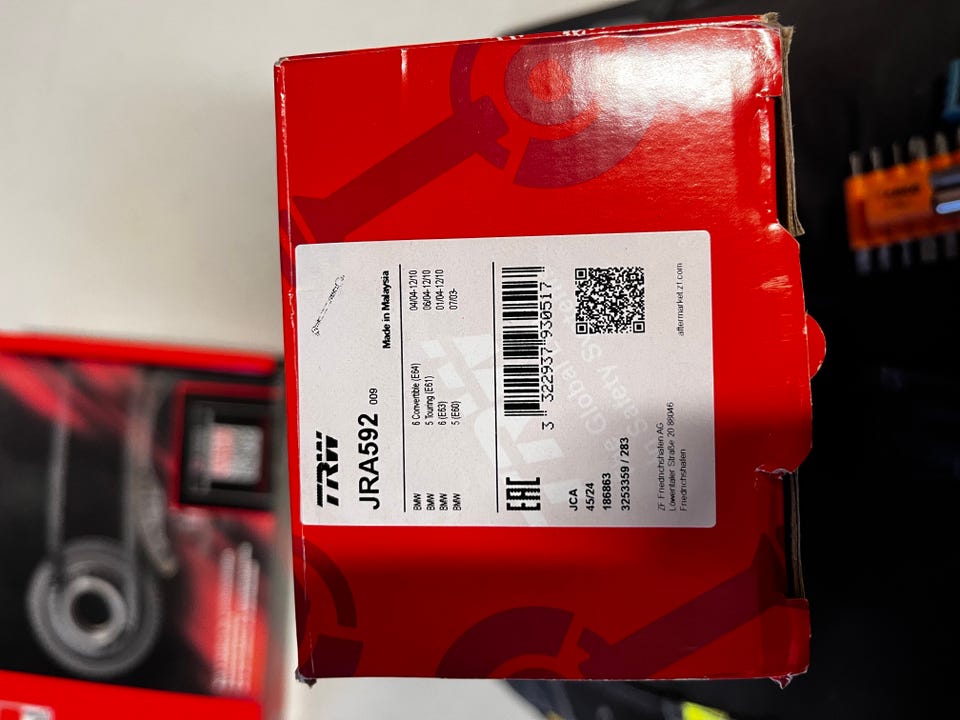 TRW
JRA592 009
Made in Malaysia
BMW 6 Convertible (E64) 04/04-12/10
BMW 5 Touring (E61) 06/04-12/10
BMW 6 (E63) 01/04-12/10
BMW 5 (E60) 07/03-
EAC
3 322937 930517
JCA
45/24
186863
3253359 / 283
ZF Friedrichshafen AG
Löwentaler Straße 20 88046
Friedrichshafen
aftermarket.zf.com